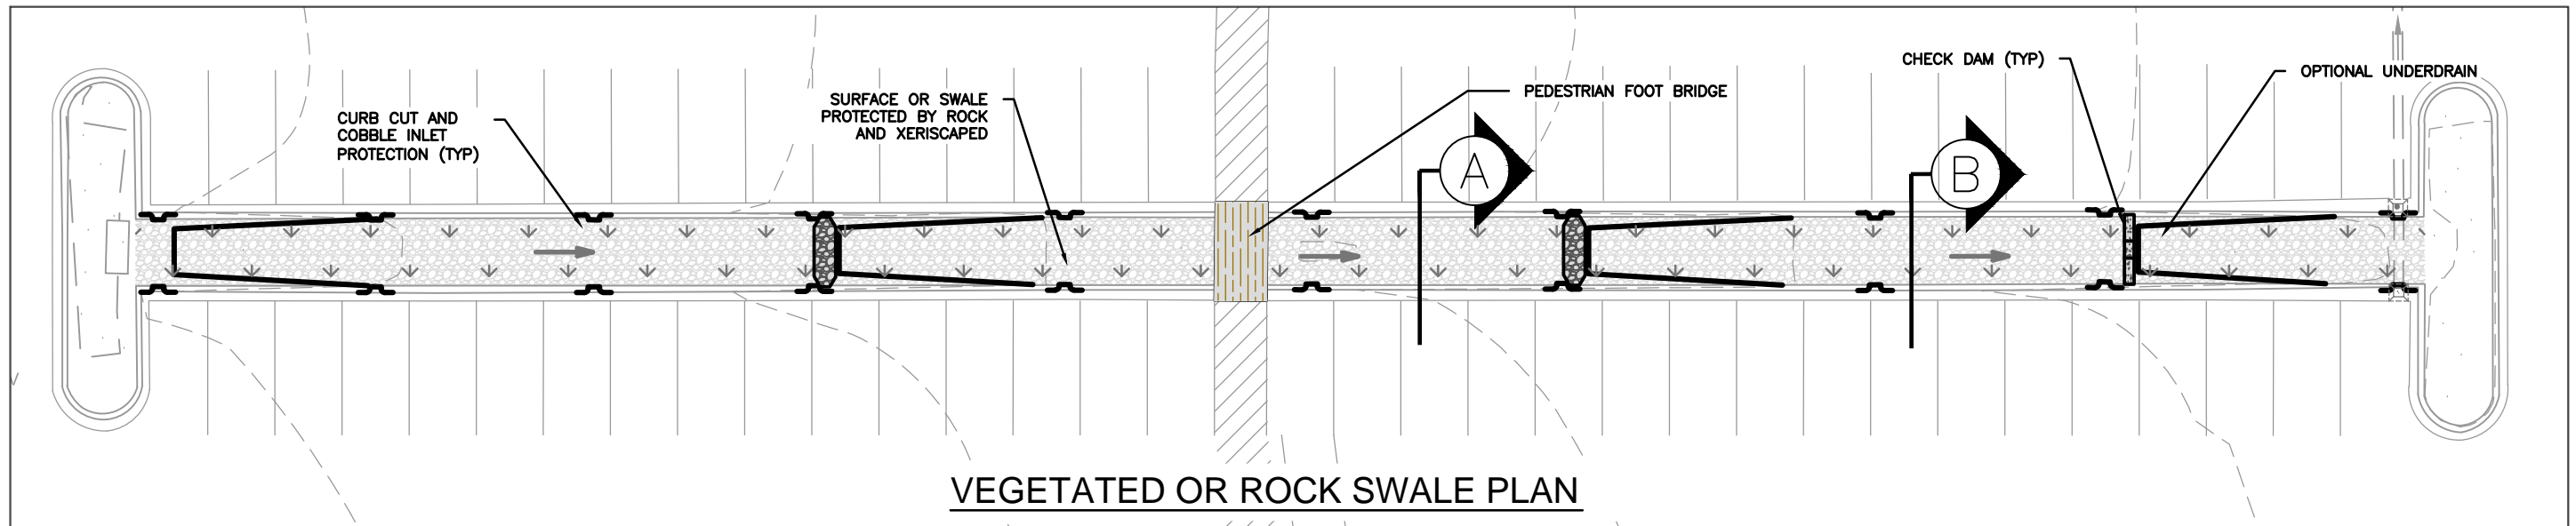 CURB CUT AND
COBBLE INLET
PROTECTION (TYP)
SURFACE OR SWALE
PROTECTED BY ROCK
AND XERISCAPED
PEDESTRIAN FOOT BRIDGE
CHECK DAM (TYP)
OPTIONAL UNDERDRAIN
A
B
VEGETATED OR ROCK SWALE PLAN